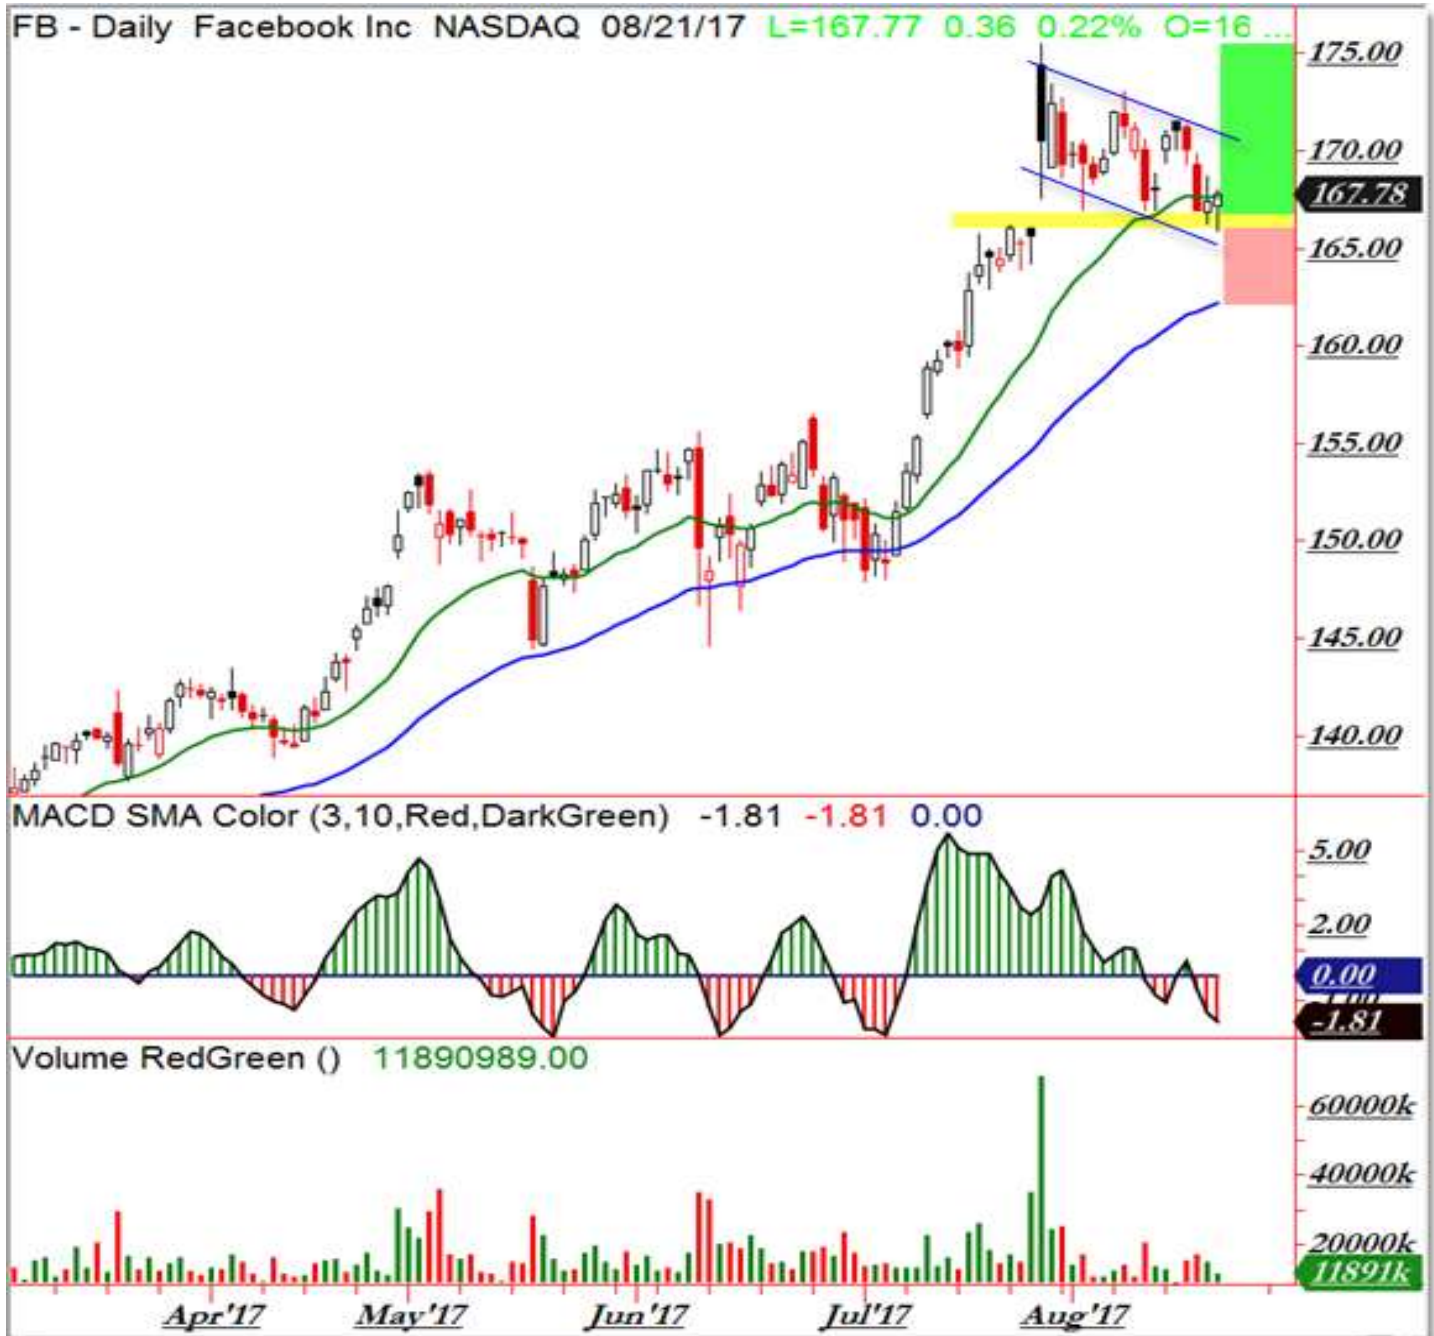 FB - Daily Facebook Inc NASDAQ 08/21/17 L=167.77 0.36 0.22% O=16 ...
175.00
170.00
167.78
165.00
160.00
155.00
150.00
145.00
140.00
MACD SMA Color (3,10,Red,DarkGreen) -1.81 -1.81 0.00
5.00
2.00
0.00
-1.81
Volume RedGreen () 11890989.00
60000k
40000k
20000k
11891k
Apr'17 May'17 Jun'17 Jul'17 Aug'17